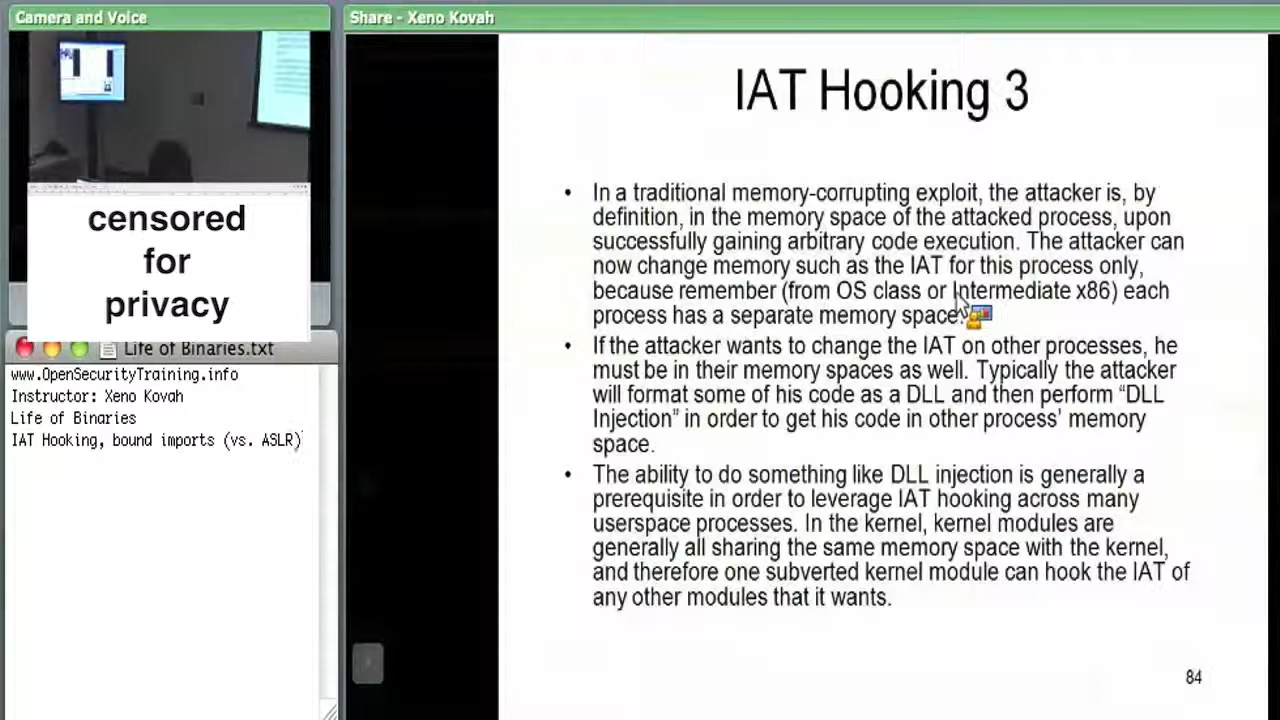 Camera and Voice
Share - Xeno Kovah
censored
for
privacy
Life of Binaries.txt
www.OpenSecurityTraining.info
Instructor: Xeno Kovah
Life of Binaries
IAT Hooking, bound imports (vs. ASLR)
IAT Hooking 3
• In a traditional memory-corrupting exploit, the attacker is, by
definition, in the memory space of the attacked process, upon
successfully gaining arbitrary code execution. The attacker can
now change memory such as the IAT for this process only,
because remember (from OS class or Intermediate x86) each
process has a separate memory space.
• If the attacker wants to change the IAT on other processes, he
must be in their memory spaces as well. Typically the attacker
will format some of his code as a DLL and then perform “DLL
Injection” in order to get his code in other process’ memory
space.
• The ability to do something like DLL injection is generally a
prerequisite in order to leverage IAT hooking across many
userspace processes. In the kernel, kernel modules are
generally all sharing the same memory space with the kernel,
and therefore one subverted kernel module can hook the IAT of
any other modules that it wants.
84